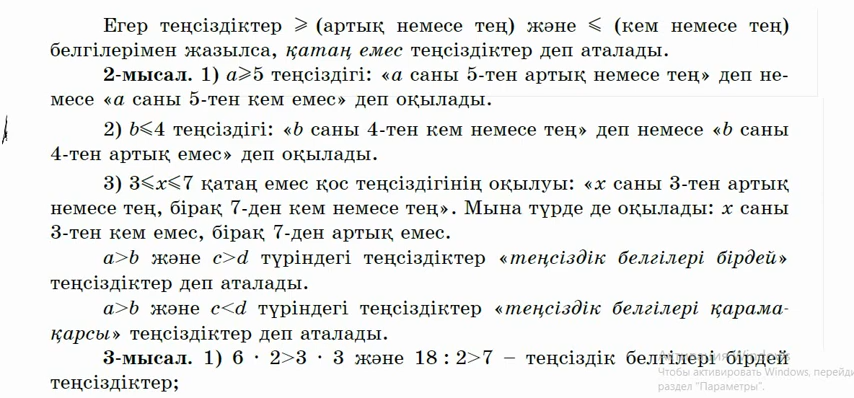 Егер теңсіздіктер ⩾ (артық немесе тең) және ⩽ (кем немесе тең)
белгілерімен жазылса, қатаң емес теңсіздіктер деп аталады.
2-мысал. 1) a⩾5 теңсіздігі: «a саны 5-тен артық немесе тең» деп не-
месе «a саны 5-тен кем емес» деп оқылады.
2) b⩽4 теңсіздігі: «b саны 4-тен кем немесе тең» деп немесе «b саны
4-тен артық емес» деп оқылады.
3) 3⩽x⩽7 қатаң емес қос теңсіздігінің оқылуы: «x саны 3-тен артық
немесе тең, бірақ 7-ден кем немесе тең». Мына түрде де оқылады: x саны
3-тен кем емес, бірақ 7-ден артық емес.
a>b және c>d түріндегі теңсіздіктер «теңсіздік белгілері бірдей»
теңсіздіктер деп аталады.
a>b және c<d түріндегі теңсіздіктер «теңсіздік белгілері қарама-
қарсы» теңсіздіктер деп аталады.
3-мысал. 1) 6 · 2>3 · 3 және 18 : 2>7 – теңсіздік белгілері бірдей
теңсіздіктер;
Активация Windows
Чтобы активировать Windows, перейди
раздел "Параметры".